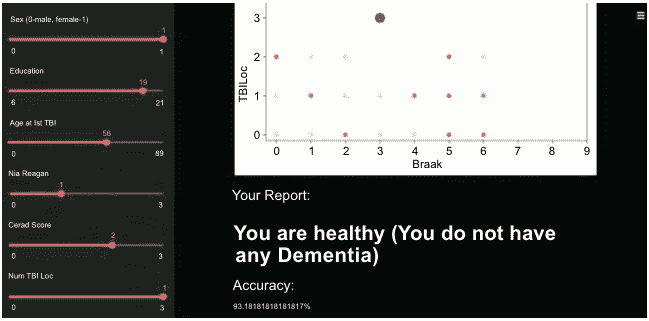 Sex (0-male, female-1)
1
0 1
Education
19
6 21
Age at Ist TBI
56
0 89
Nia Reagan
1
0 3
Cerad Score
2
0 3
Num TBI Loc
1
0 3
3
2
1
0
TBILoc
0 1 2 3 4 5 6 7 8 9
Braak
Your Report:
You are healthy (You do not have
any Dementia)
Accuracy:
93.18181818181817%